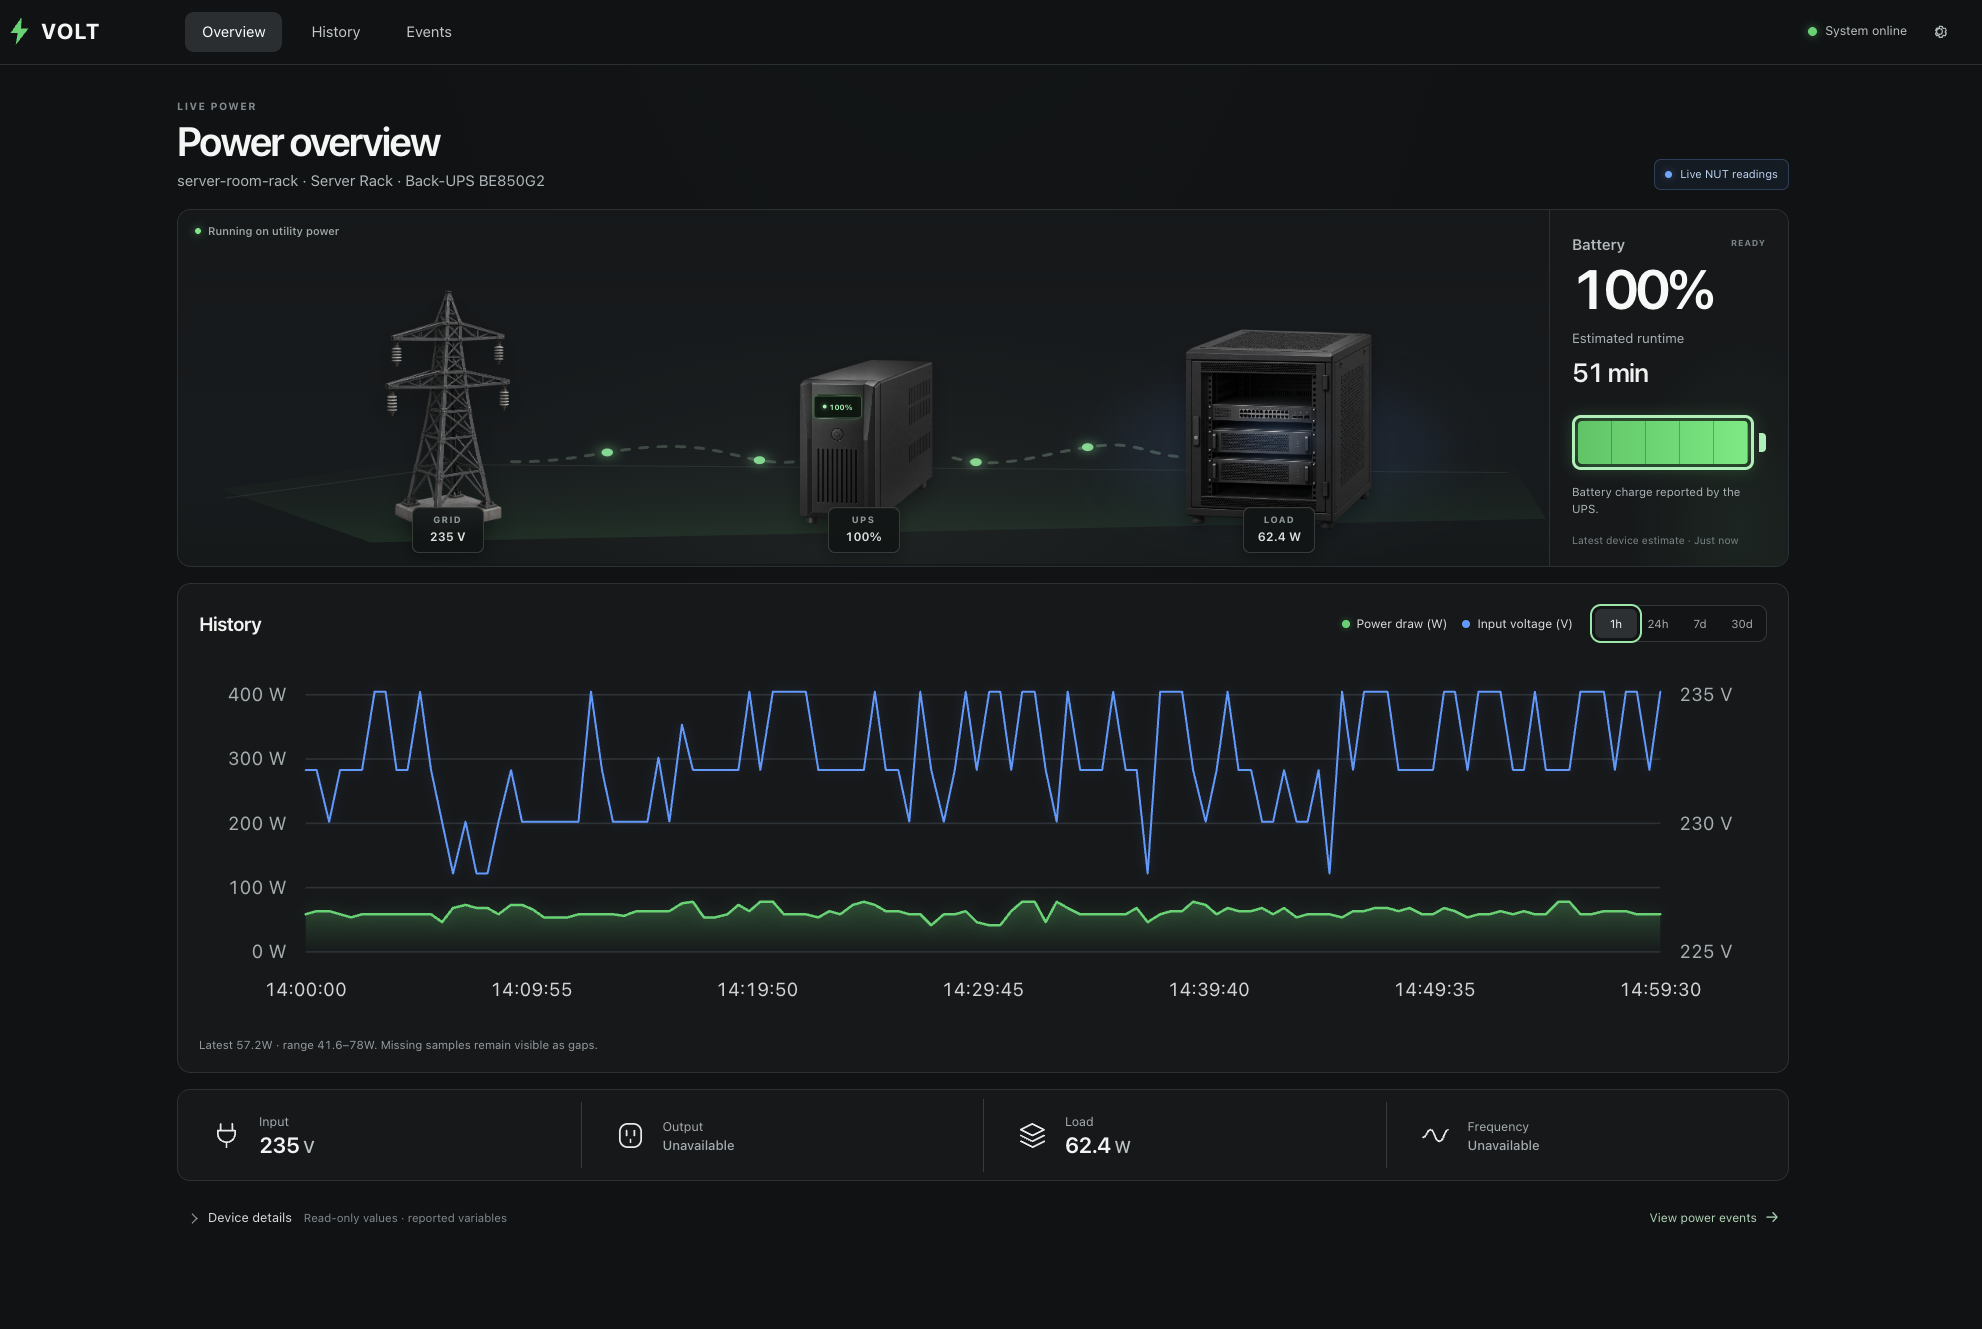 VOLT
Overview
History
Events
System online
LIVE POWER
Power overview
server-room-rack · Server Rack · Back-UPS BE850G2
Live NUT readings
Running on utility power
100%
GRID
235 V
UPS
100%
LOAD
62.4 W
Battery
READY
100%
Estimated runtime
51 min
Battery charge reported by the
UPS.
Latest device estimate · Just now
History
Power draw (W)
Input voltage (V)
1h
24h
7d
30d
400 W
300 W
200 W
100 W
0 W
235 V
230 V
225 V
14:00:00
14:09:55
14:19:50
14:29:45
14:39:40
14:49:35
14:59:30
Latest 57.2W · range 41.6–78W. Missing samples remain visible as gaps.
Input
235 V
Output
Unavailable
Load
62.4 W
Frequency
Unavailable
Device details
Read-only values · reported variables
View power events →